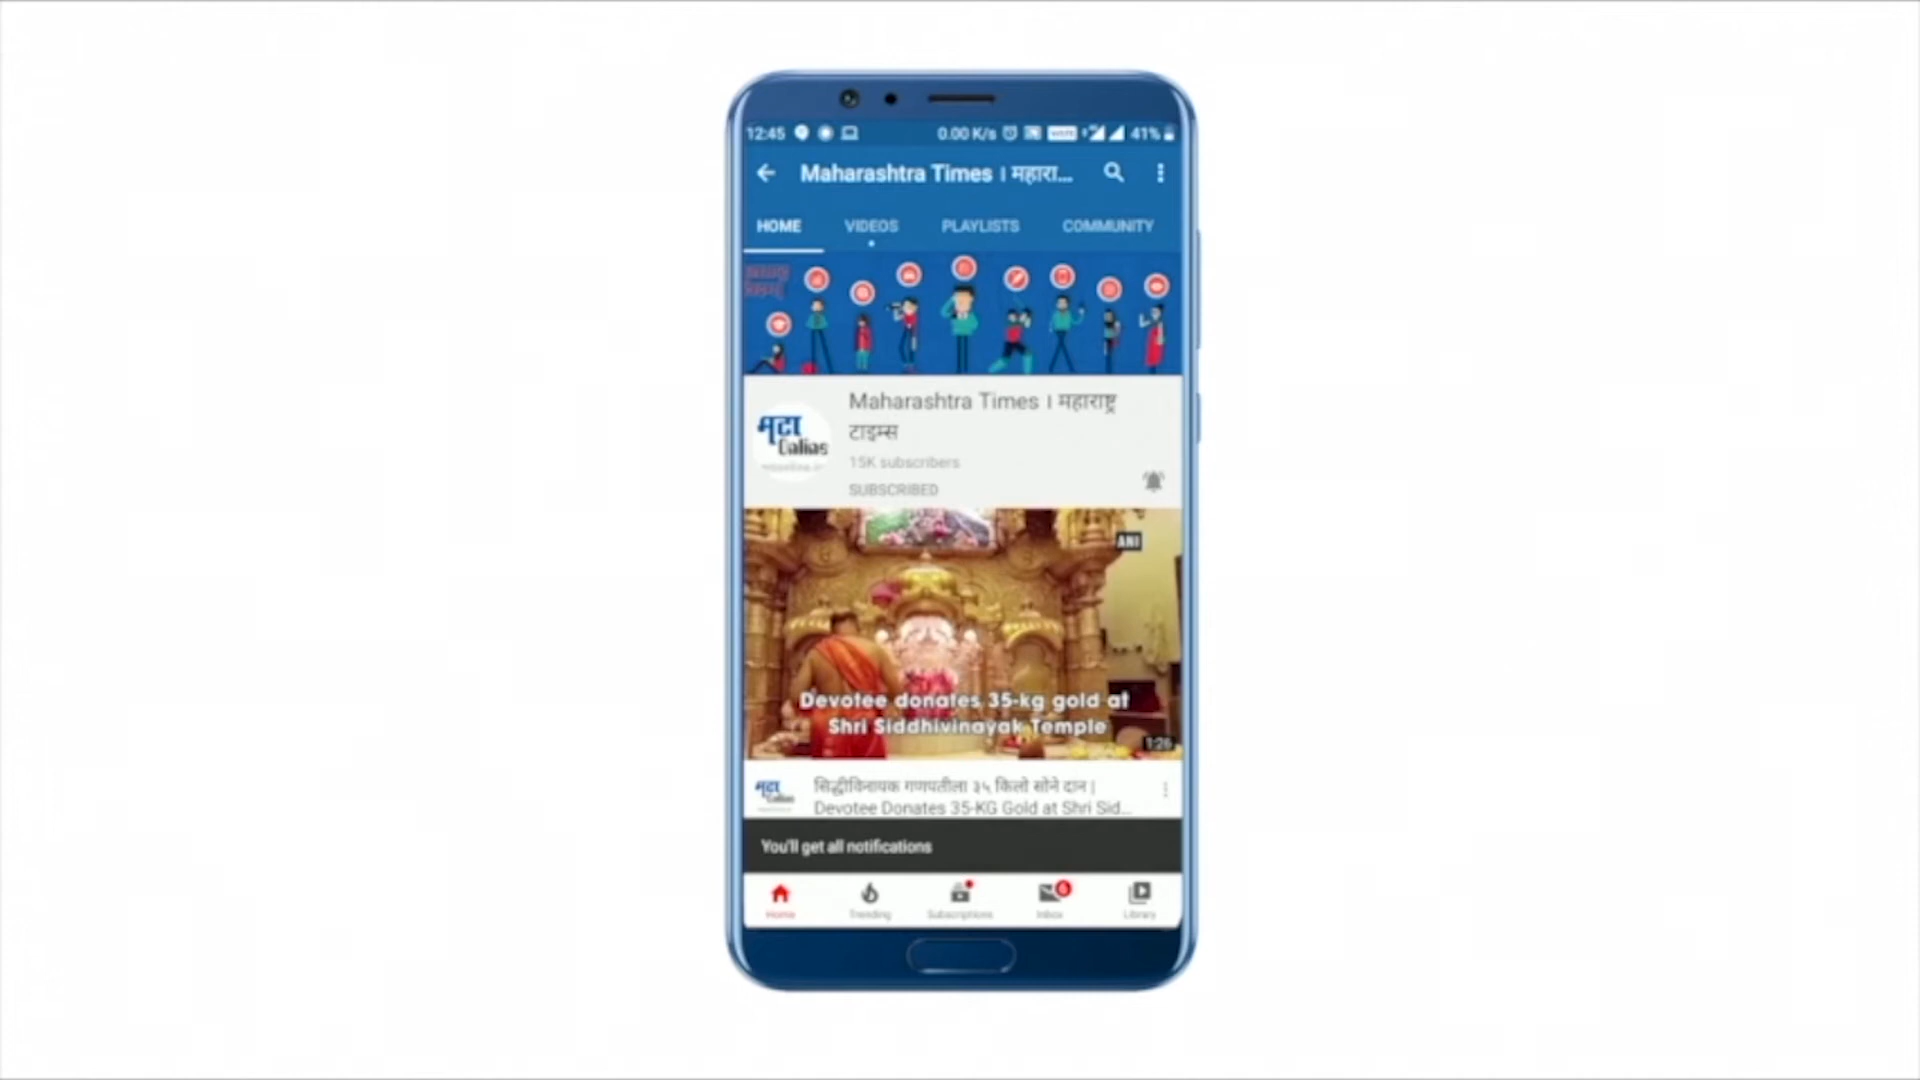 12:45 0.00 K/s 41%
Maharashtra Times । महारा...
HOME VIDEOS PLAYLISTS COMMUNITY
Maharashtra Times । महाराष्ट्र
टाइम्स
मटा
15K subscribers
SUBSCRIBED
ANI
Devotee donates 35-kg gold at
Shri Siddhivinayak Temple
1:26
सिद्धीविनायक गणपतीला ३५ किलो सोने दान |
Devotee Donates 35-KG Gold at Shri Sid...
मटा
You'll get all notifications
6
Home Trending Subscriptions Inbox Library